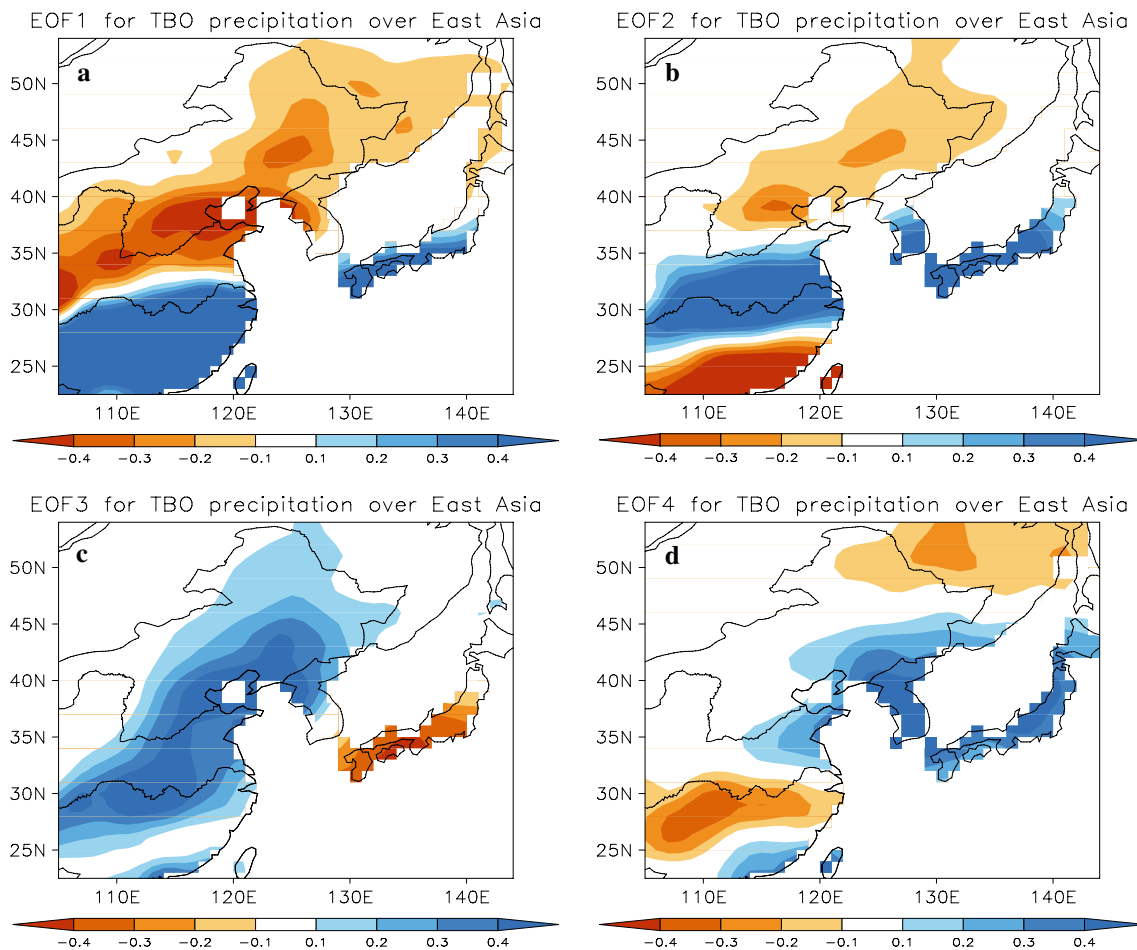 EOF1 for TBO precipitation over East Asia
a
50N
45N
40N
35N
30N
25N
110E 120E 130E 140E
-0.4 -0.3 -0.2 -0.1 0.1 0.2 0.3 0.4
EOF2 for TBO precipitation over East Asia
b
50N
45N
40N
35N
30N
25N
110E 120E 130E 140E
-0.4 -0.3 -0.2 -0.1 0.1 0.2 0.3 0.4
EOF3 for TBO precipitation over East Asia
c
50N
45N
40N
35N
30N
25N
110E 120E 130E 140E
-0.4 -0.3 -0.2 -0.1 0.1 0.2 0.3 0.4
EOF4 for TBO precipitation over East Asia
d
50N
45N
40N
35N
30N
25N
110E 120E 130E 140E
-0.4 -0.3 -0.2 -0.1 0.1 0.2 0.3 0.4